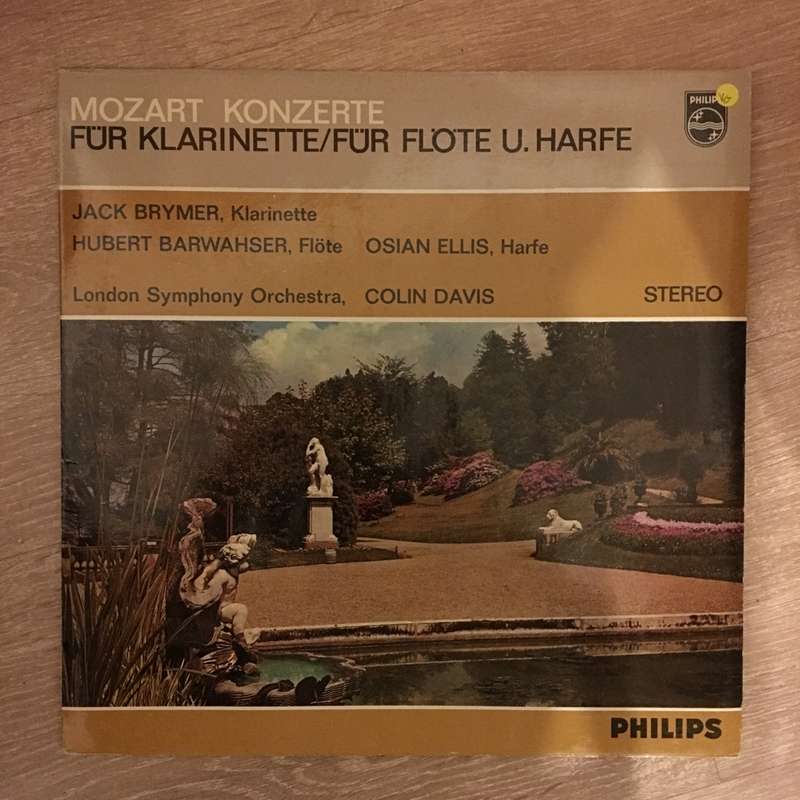 MOZART KONZERTE
FÜR KLARINETTE/FÜR FLÖTE U. HARFE
PHILIPS
JACK BRYMER, Klarinette
HUBERT BARWAHSER, Flöte OSIAN ELLIS, Harfe
London Symphony Orchestra, COLIN DAVIS STEREO
PHILIPS